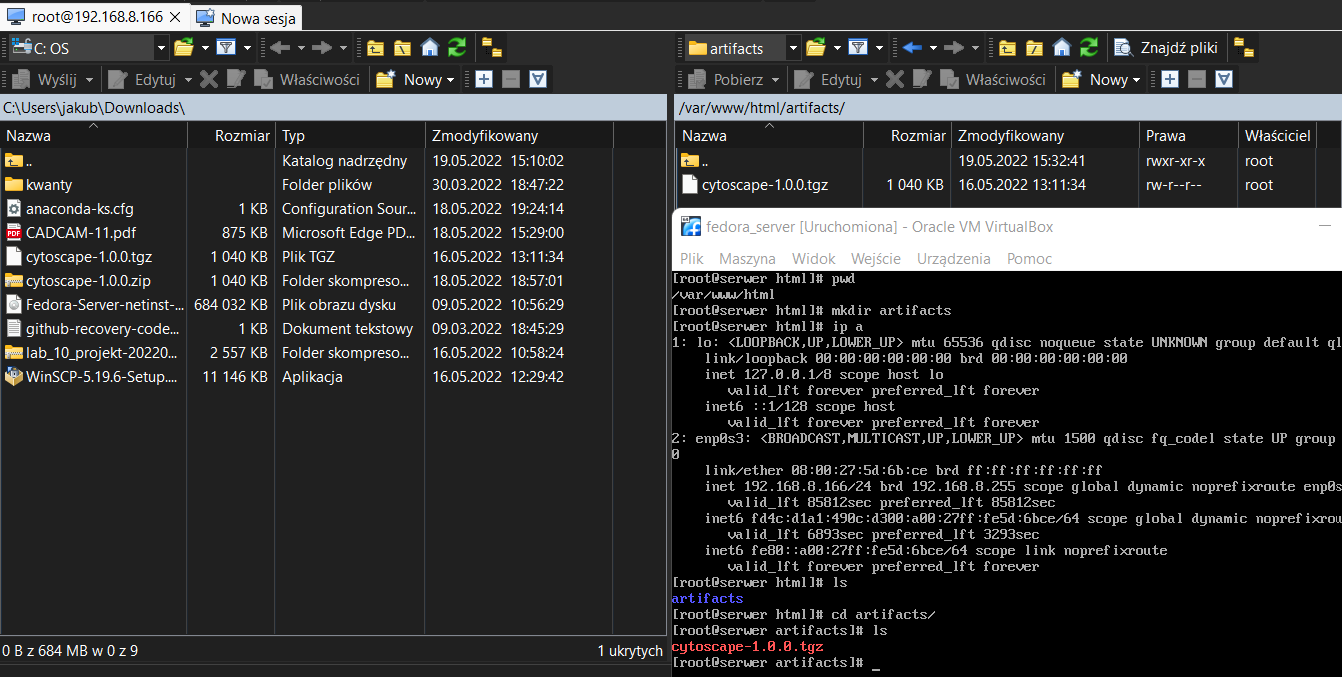 root@192.168.8.166 × Nowa sesja
C: OS
artifacts Znajdź pliki
Wyślij Edytuj Właściwości Nowy
Pobierz Edytuj Właściwości Nowy
C:\Users\jakub\Downloads\
Nazwa Rozmiar Typ Zmodyfikowany
.. Katalog nadrzędny 19.05.2022 15:10:02
kwanty Folder plików 30.03.2022 18:47:22
anaconda-ks.cfg 1 KB Configuration Sour... 18.05.2022 19:24:14
CADCAM-11.pdf 875 KB Microsoft Edge PD... 18.05.2022 15:29:00
cytoscape-1.0.0.tgz 1 040 KB Plik TGZ 16.05.2022 13:11:34
cytoscape-1.0.0.zip 1 040 KB Folder skompreso... 18.05.2022 18:57:01
Fedora-Server-netinst-... 684 032 KB Plik obrazu dysku 09.05.2022 10:56:29
github-recovery-code... 1 KB Dokument tekstowy 09.03.2022 18:45:29
lab_10_projekt-20220... 2 557 KB Folder skompreso... 16.05.2022 10:58:24
WinSCP-5.19.6-Setup.... 11 146 KB Aplikacja 16.05.2022 12:29:42
0 B z 684 MB w 0 z 9 1 ukrytych
/var/www/html/artifacts/
Nazwa Rozmiar Zmodyfikowany Prawa Właściciel
.. 19.05.2022 15:32:41 rwxr-xr-x root
cytoscape-1.0.0.tgz 1 040 KB 16.05.2022 13:11:34 rw-r--r-- root
fedora_server [Uruchomiona] - Oracle VM VirtualBox
Plik Maszyna Widok Wejście Urządzenia Pomoc
[root@serwer html]# pwd
/var/www/html
[root@serwer html]# mkdir artifacts
[root@serwer html]# ip a
1: lo: <LOOPBACK,UP,LOWER_UP> mtu 65536 qdisc noqueue state UNKNOWN group default ql
link/loopback 00:00:00:00:00:00 brd 00:00:00:00:00:00
inet 127.0.0.1/8 scope host lo
valid_lft forever preferred_lft forever
inet6 ::1/128 scope host
valid_lft forever preferred_lft forever
2: enp0s3: <BROADCAST,MULTICAST,UP,LOWER_UP> mtu 1500 qdisc fq_codel state UP group
0
link/ether 08:00:27:5d:6b:ce brd ff:ff:ff:ff:ff:ff
inet 192.168.8.166/24 brd 192.168.8.255 scope global dynamic noprefixroute enp0s
valid_lft 85812sec preferred_lft 85812sec
inet6 fd4c:d1a1:490c:d300:a00:27ff:fe5d:6bce/64 scope global dynamic noprefixrou
valid_lft 6893sec preferred_lft 3293sec
inet6 fe80::a00:27ff:fe5d:6bce/64 scope link noprefixroute
valid_lft forever preferred_lft forever
[root@serwer html]# ls
artifacts
[root@serwer html]# cd artifacts/
[root@serwer artifacts]# ls
cytoscape-1.0.0.tgz
[root@serwer artifacts]# _